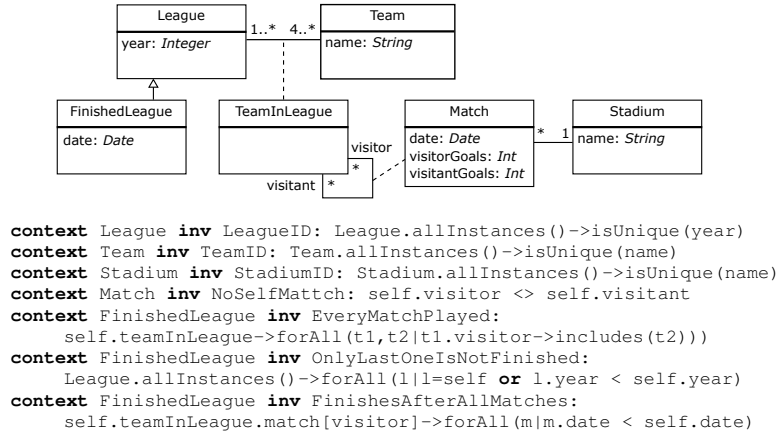 League
Team
year: Integer
1..*
4..*
name: String
FinishedLeague
TeamInLeague
Match
Stadium
date: Date
visitor
*
visitant
*
date: Date
visitorGoals: Int
visitantGoals: Int
*
1
name: String
context League inv LeagueID: League.allInstances()->isUnique(year)
context Team inv TeamID: Team.allInstances()->isUnique(name)
context Stadium inv StadiumID: Stadium.allInstances()->isUnique(name)
context Match inv NoSelfMattch: self.visitor <> self.visitant
context FinishedLeague inv EveryMatchPlayed:
self.teamInLeague->forAll(t1,t2|t1.visitor->includes(t2)))
context FinishedLeague inv OnlyLastOneIsNotFinished:
League.allInstances()->forAll(l|l=self or l.year < self.year)
context FinishedLeague inv FinishesAfterAllMatches:
self.teamInLeague.match[visitor]->forAll(m|m.date < self.date)